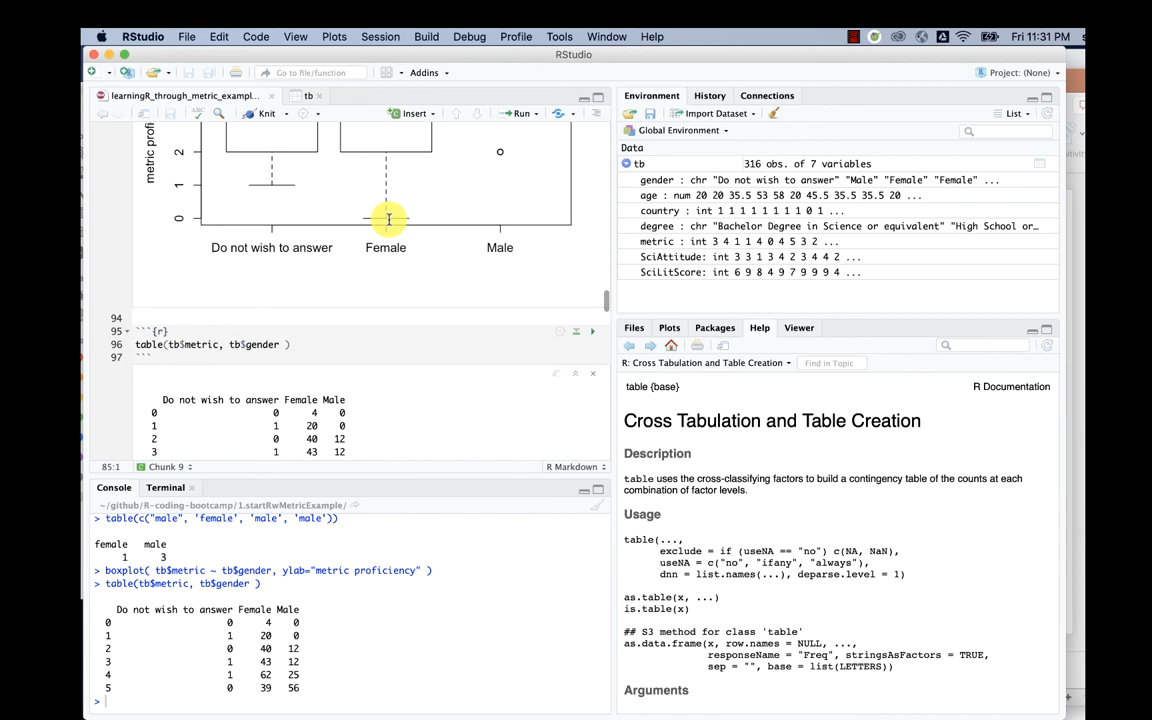 RStudio File Edit Code View Plots Session Build Debug Profile Tools Window Help Fri 11:31 PM
RStudio
Go to file/function Addins Project: (None)
learningR_through_metric_exampl... tb
Knit Insert Run
metric profi
2
1
0
Do not wish to answer Female Male
94
95 ```{r}
96 table(tb$metric, tb$gender )
97 ```
Do not wish to answer Female Male
0 0 4 0
1 1 20 0
2 0 40 12
3 1 43 12
85:1 Chunk 9 R Markdown
Console Terminal
~/github/R-coding-bootcamp/1.startRwMetricExample/
> table(c("male", 'female', 'male', 'male'))
female male
1 3
> boxplot( tb$metric ~ tb$gender, ylab="metric proficiency" )
> table(tb$metric, tb$gender )
Do not wish to answer Female Male
0 0 4 0
1 1 20 0
2 0 40 12
3 1 43 12
4 1 62 25
5 0 39 56
>
Environment History Connections
Import Dataset List
Global Environment
Data
tb 316 obs. of 7 variables
gender : chr "Do not wish to answer" "Male" "Female" "Female" ...
age : num 20 20 35.5 53 58 20 45.5 35.5 35.5 20 ...
country : int 1 1 1 1 1 1 1 1 0 1 ...
degree : chr "Bachelor Degree in Science or equivalent" "High School or...
metric : int 3 4 1 1 4 0 4 5 3 2 ...
SciAttitude: int 3 3 1 3 4 2 3 4 4 2 ...
SciLitScore: int 6 9 8 4 9 7 9 9 9 4 ...
Files Plots Packages Help Viewer
R: Cross Tabulation and Table Creation Find in Topic
table {base} R Documentation
Cross Tabulation and Table Creation
Description
table uses the cross-classifying factors to build a contingency table of the counts at each
combination of factor levels.
Usage
table(...,
exclude = if (useNA == "no") c(NA, NaN),
useNA = c("no", "ifany", "always"),
dnn = list.names(...), deparse.level = 1)
as.table(x, ...)
is.table(x)
## S3 method for class 'table'
as.data.frame(x, row.names = NULL, ...,
responseName = "Freq", stringsAsFactors = TRUE,
sep = "", base = list(LETTERS))
Arguments